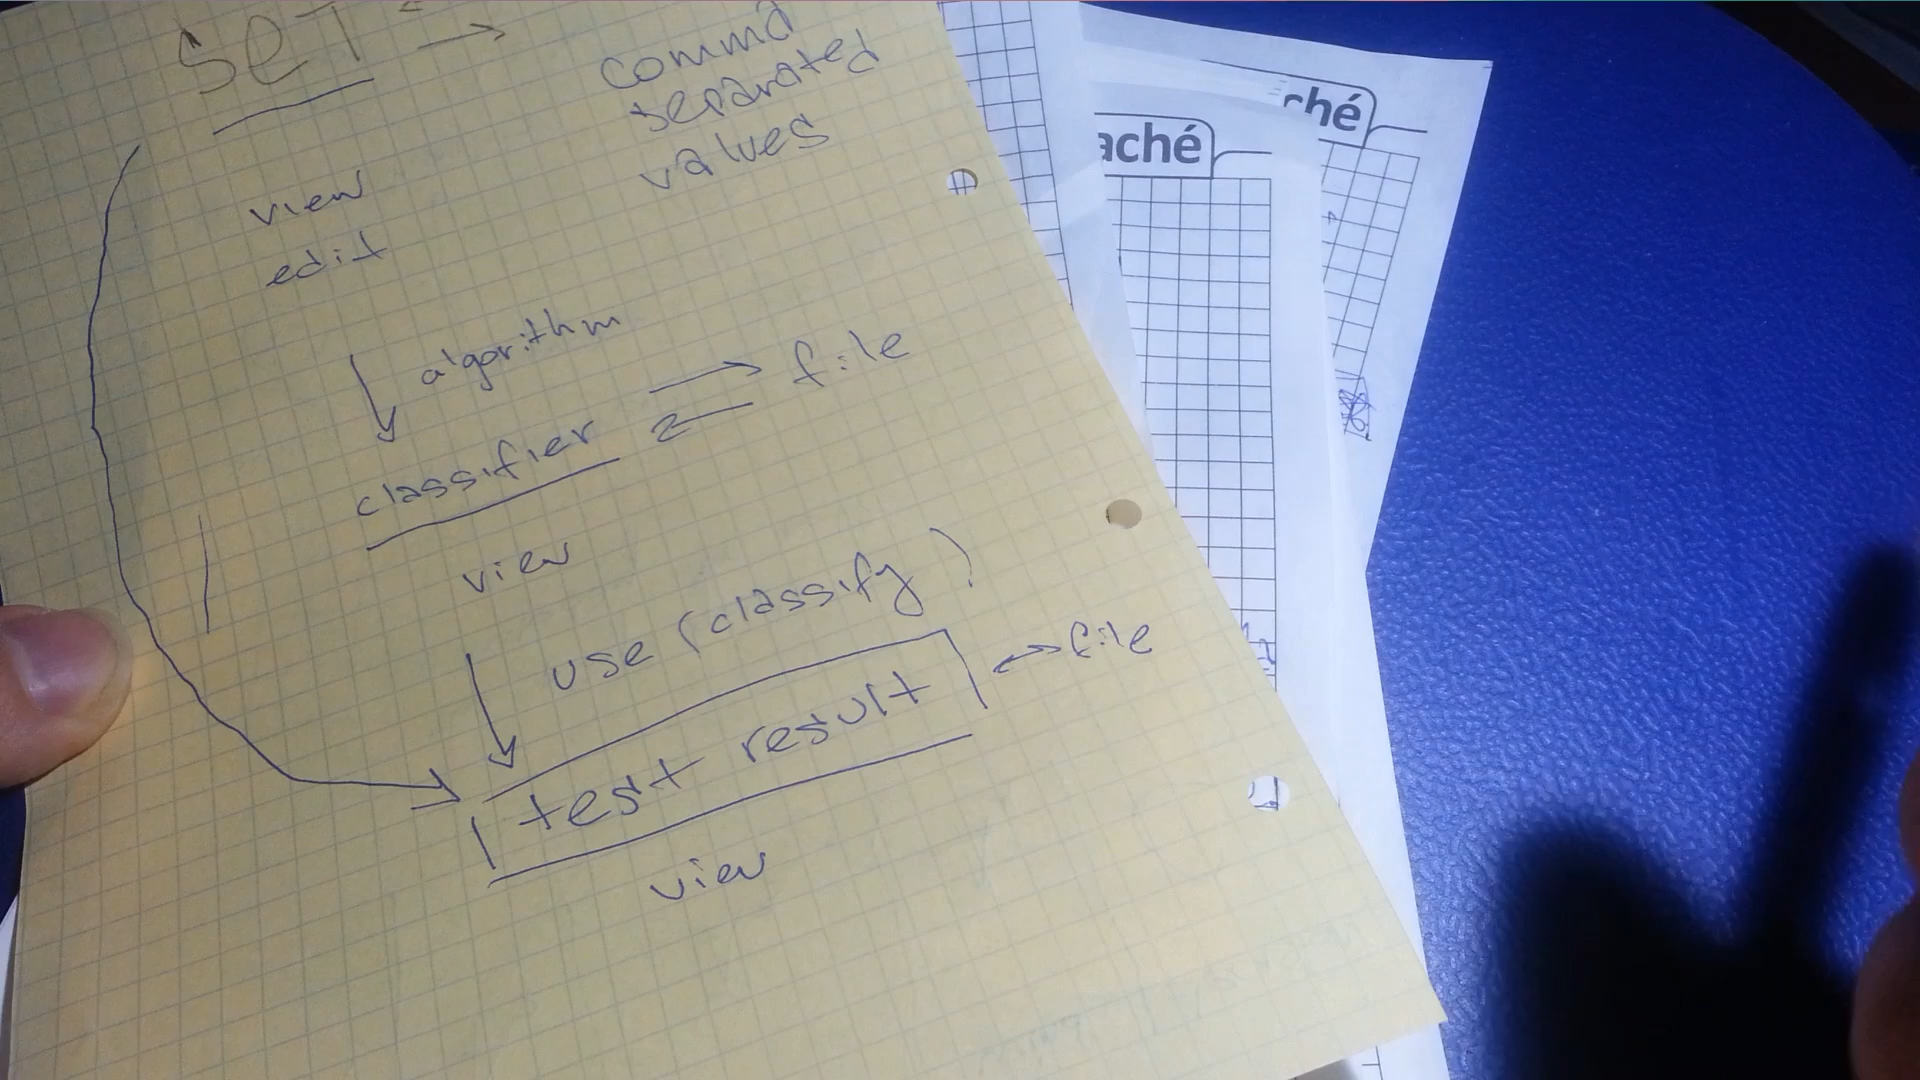 SET
comma
separated
values
view
edit
algorithm
classifier
file
view
use (classify)
test result
file
view
aché
ché